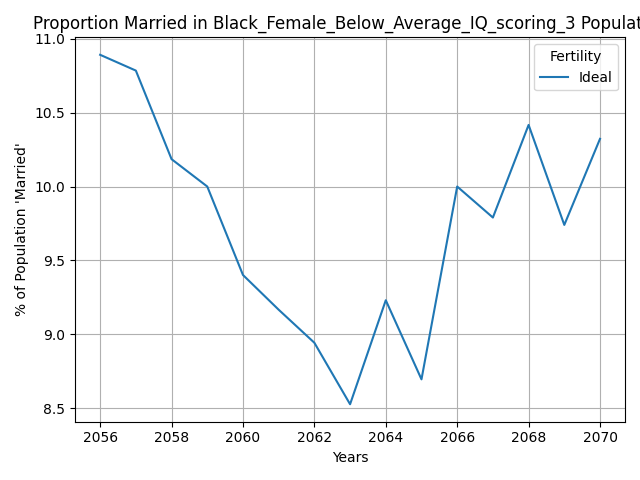 Proportion Married in Black_Female_Below_Average_IQ_scoring_3 Populat
11.0
10.5
10.0
9.5
9.0
8.5
% of Population 'Married'
Fertility
Ideal
2056 2058 2060 2062 2064 2066 2068 2070
Years